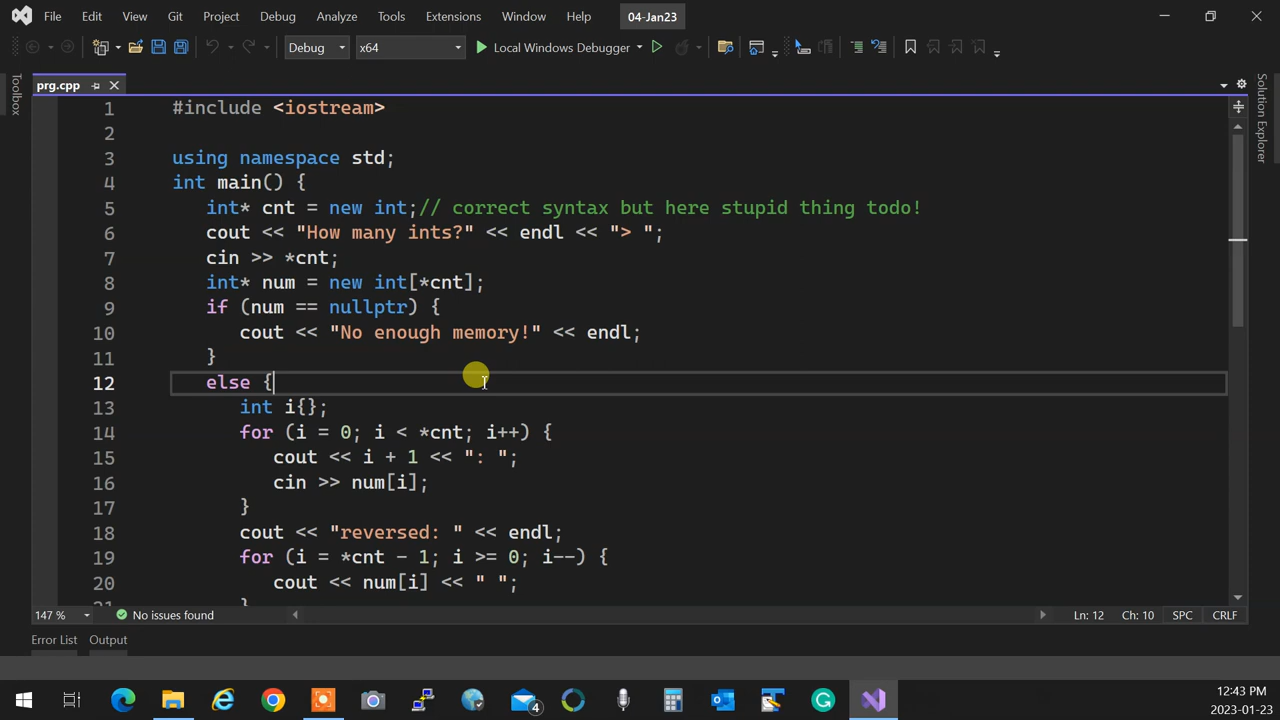 File Edit View Git Project Debug Analyze Tools Extensions Window Help 04-Jan23
Debug x64 Local Windows Debugger
Toolbox
prg.cpp
Solution Explorer
1 #include <iostream>
2
3 using namespace std;
4 int main() {
5 int* cnt = new int;// correct syntax but here stupid thing todo!
6 cout << "How many ints?" << endl << "> ";
7 cin >> *cnt;
8 int* num = new int[*cnt];
9 if (num == nullptr) {
10 cout << "No enough memory!" << endl;
11 }
12 else {
13 int i{};
14 for (i = 0; i < *cnt; i++) {
15 cout << i + 1 << ": ";
16 cin >> num[i];
17 }
18 cout << "reversed: " << endl;
19 for (i = *cnt - 1; i >= 0; i--) {
20 cout << num[i] << " ";
21 }
147 % No issues found Ln: 12 Ch: 10 SPC CRLF
Error List Output
4
12:43 PM
2023-01-23